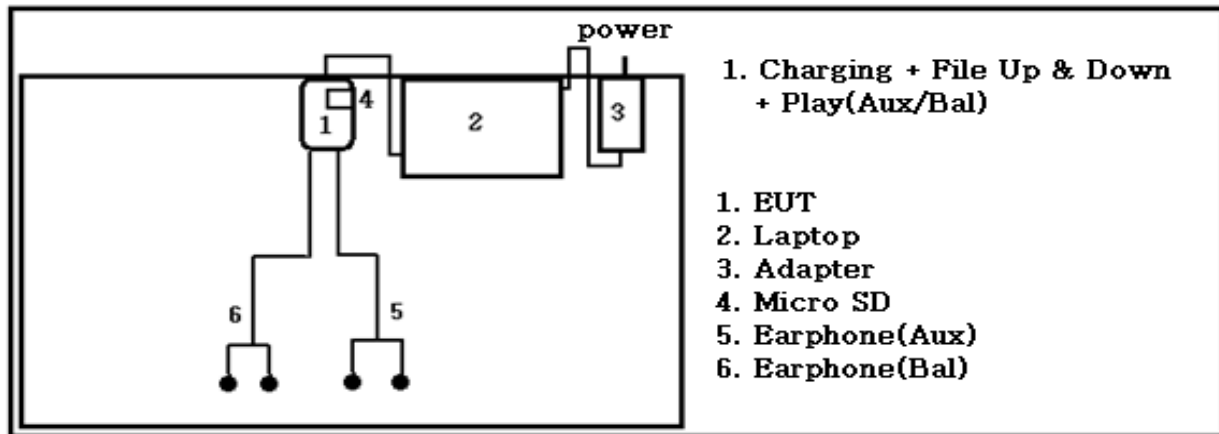 power
1. Charging + File Up & Down
+ Play(Aux/Bal)
4
1
2
3
1. EUT
2. Laptop
3. Adapter
4. Micro SD
5. Earphone(Aux)
6. Earphone(Bal)
6
5